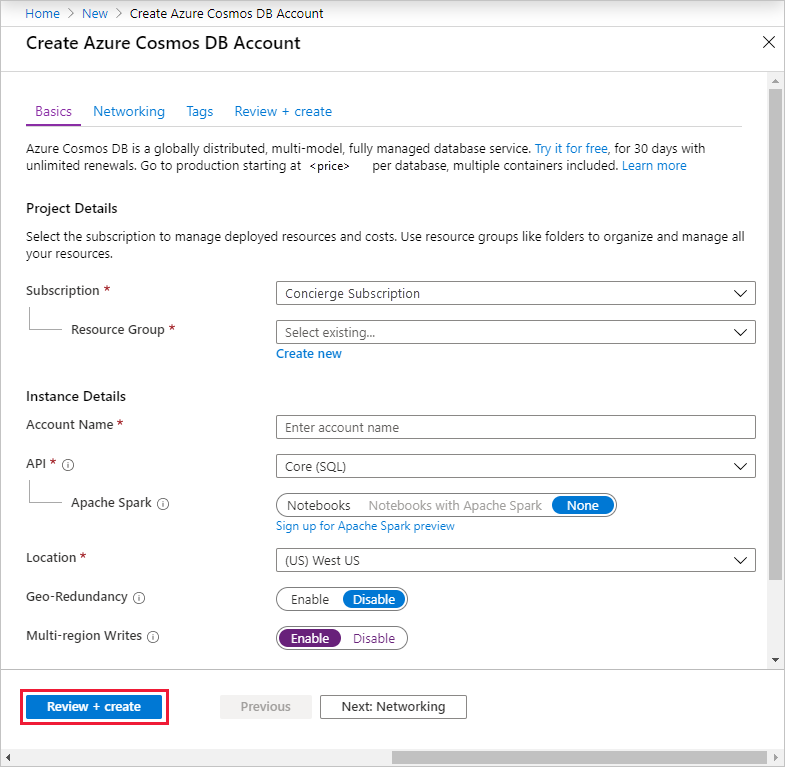 Home > New > Create Azure Cosmos DB Account
Create Azure Cosmos DB Account
Basics Networking Tags Review + create
Azure Cosmos DB is a globally distributed, multi-model, fully managed database service. Try it for free, for 30 days with
unlimited renewals. Go to production starting at <price> per database, multiple containers included. Learn more
Project Details
Select the subscription to manage deployed resources and costs. Use resource groups like folders to organize and manage all
your resources.
Subscription * Concierge Subscription
Resource Group * Select existing...
Create new
Instance Details
Account Name * Enter account name
API * Core (SQL)
Apache Spark Notebooks Notebooks with Apache Spark None
Sign up for Apache Spark preview
Location * (US) West US
Geo-Redundancy Enable Disable
Multi-region Writes Enable Disable
Review + create Previous Next: Networking